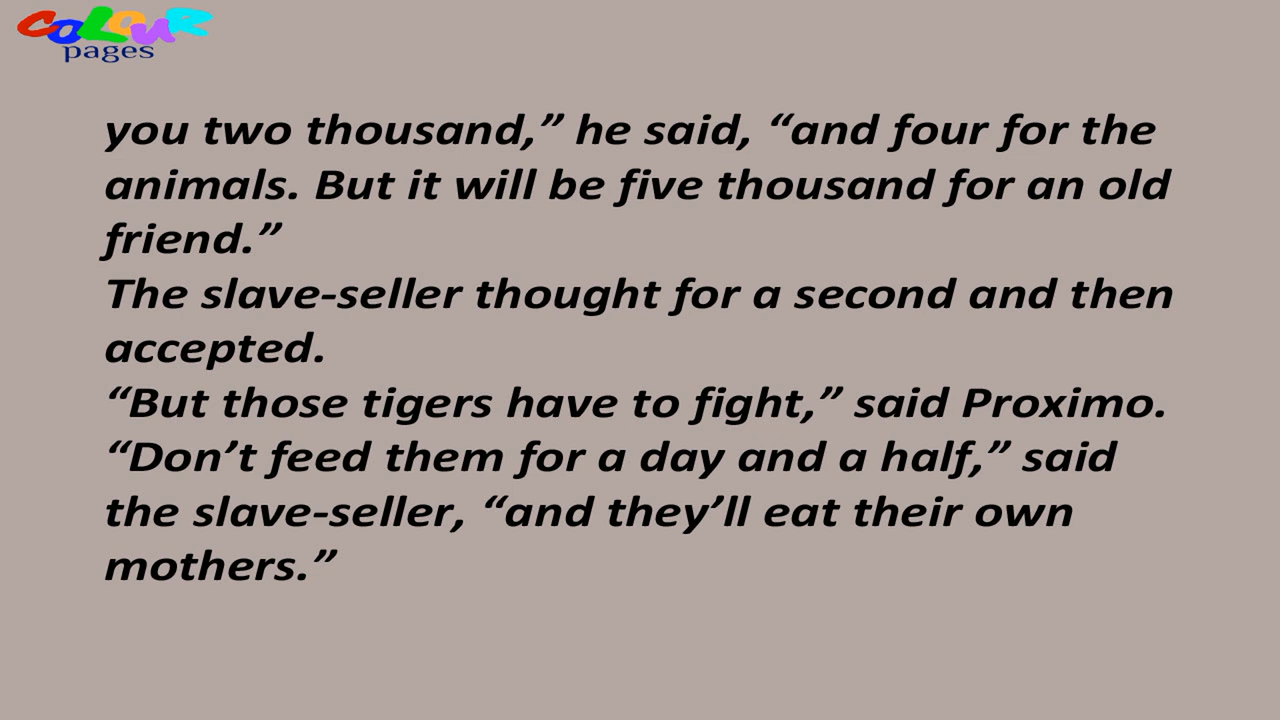 COLOUR
pages
you two thousand,” he said, “and four for the
animals. But it will be five thousand for an old
friend.”
The slave-seller thought for a second and then
accepted.
“But those tigers have to fight,” said Proximo.
“Don’t feed them for a day and a half,” said
the slave-seller, “and they’ll eat their own
mothers.”